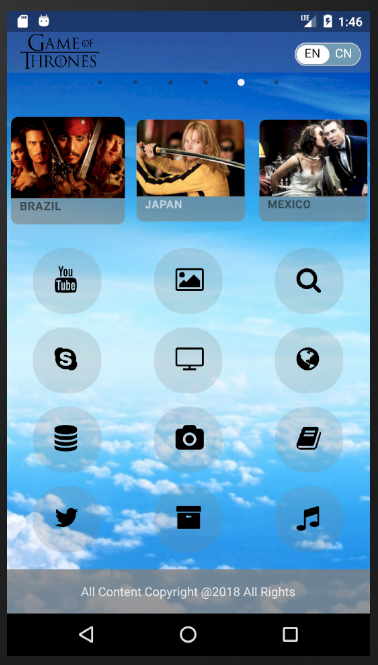 LTE 1:46
GAME OF
THRONES
EN CN
BRAZIL JAPAN MEXICO
You
Tube
All Content Copyright @2018 All Rights